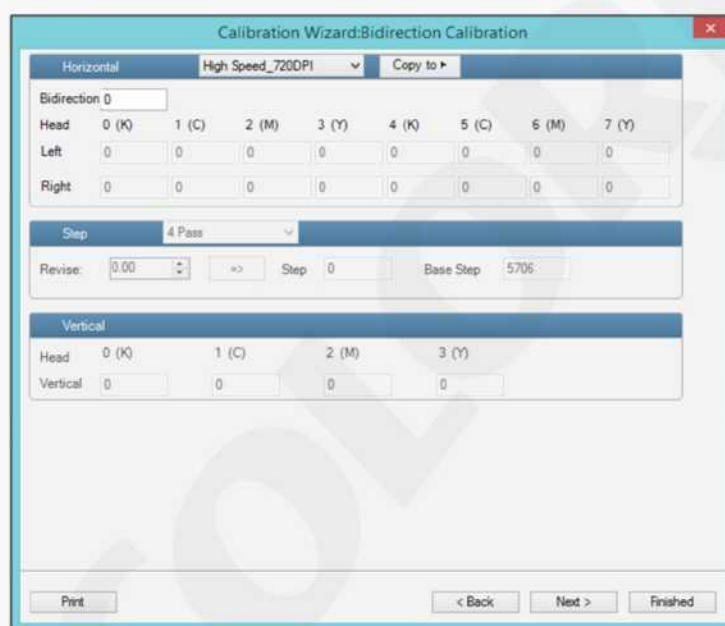 Calibration Wizard:Bidirection Calibration
Horizontal High Speed_720DPI Copy to
Bidirection 0
Head 0 (K) 1 (C) 2 (M) 3 (Y) 4 (K) 5 (C) 6 (M) 7 (Y)
Left 0 0 0 0 0 0 0 0
Right 0 0 0 0 0 0 0 0
Step 4 Pass
Revise: 0.00 => Step 0 Base Step 5706
Vertical
Head 0 (K) 1 (C) 2 (M) 3 (Y)
Vertical 0 0 0 0
Print < Back Next > Finished